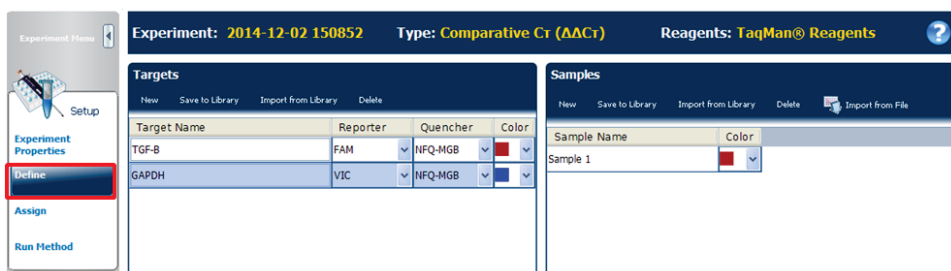 Experiment Menu
Experiment: 2014-12-02 150852 Type: Comparative CT (ΔΔCT) Reagents: TaqMan® Reagents ?
Setup
Experiment Properties
Define
Assign
Run Method
Targets
New Save to Library Import from Library Delete
Target Name Reporter Quencher Color
TGF-B FAM NFQ-MGB
GAPDH VIC NFQ-MGB
Samples
New Save to Library Import from Library Delete Import from File
Sample Name Color
Sample 1